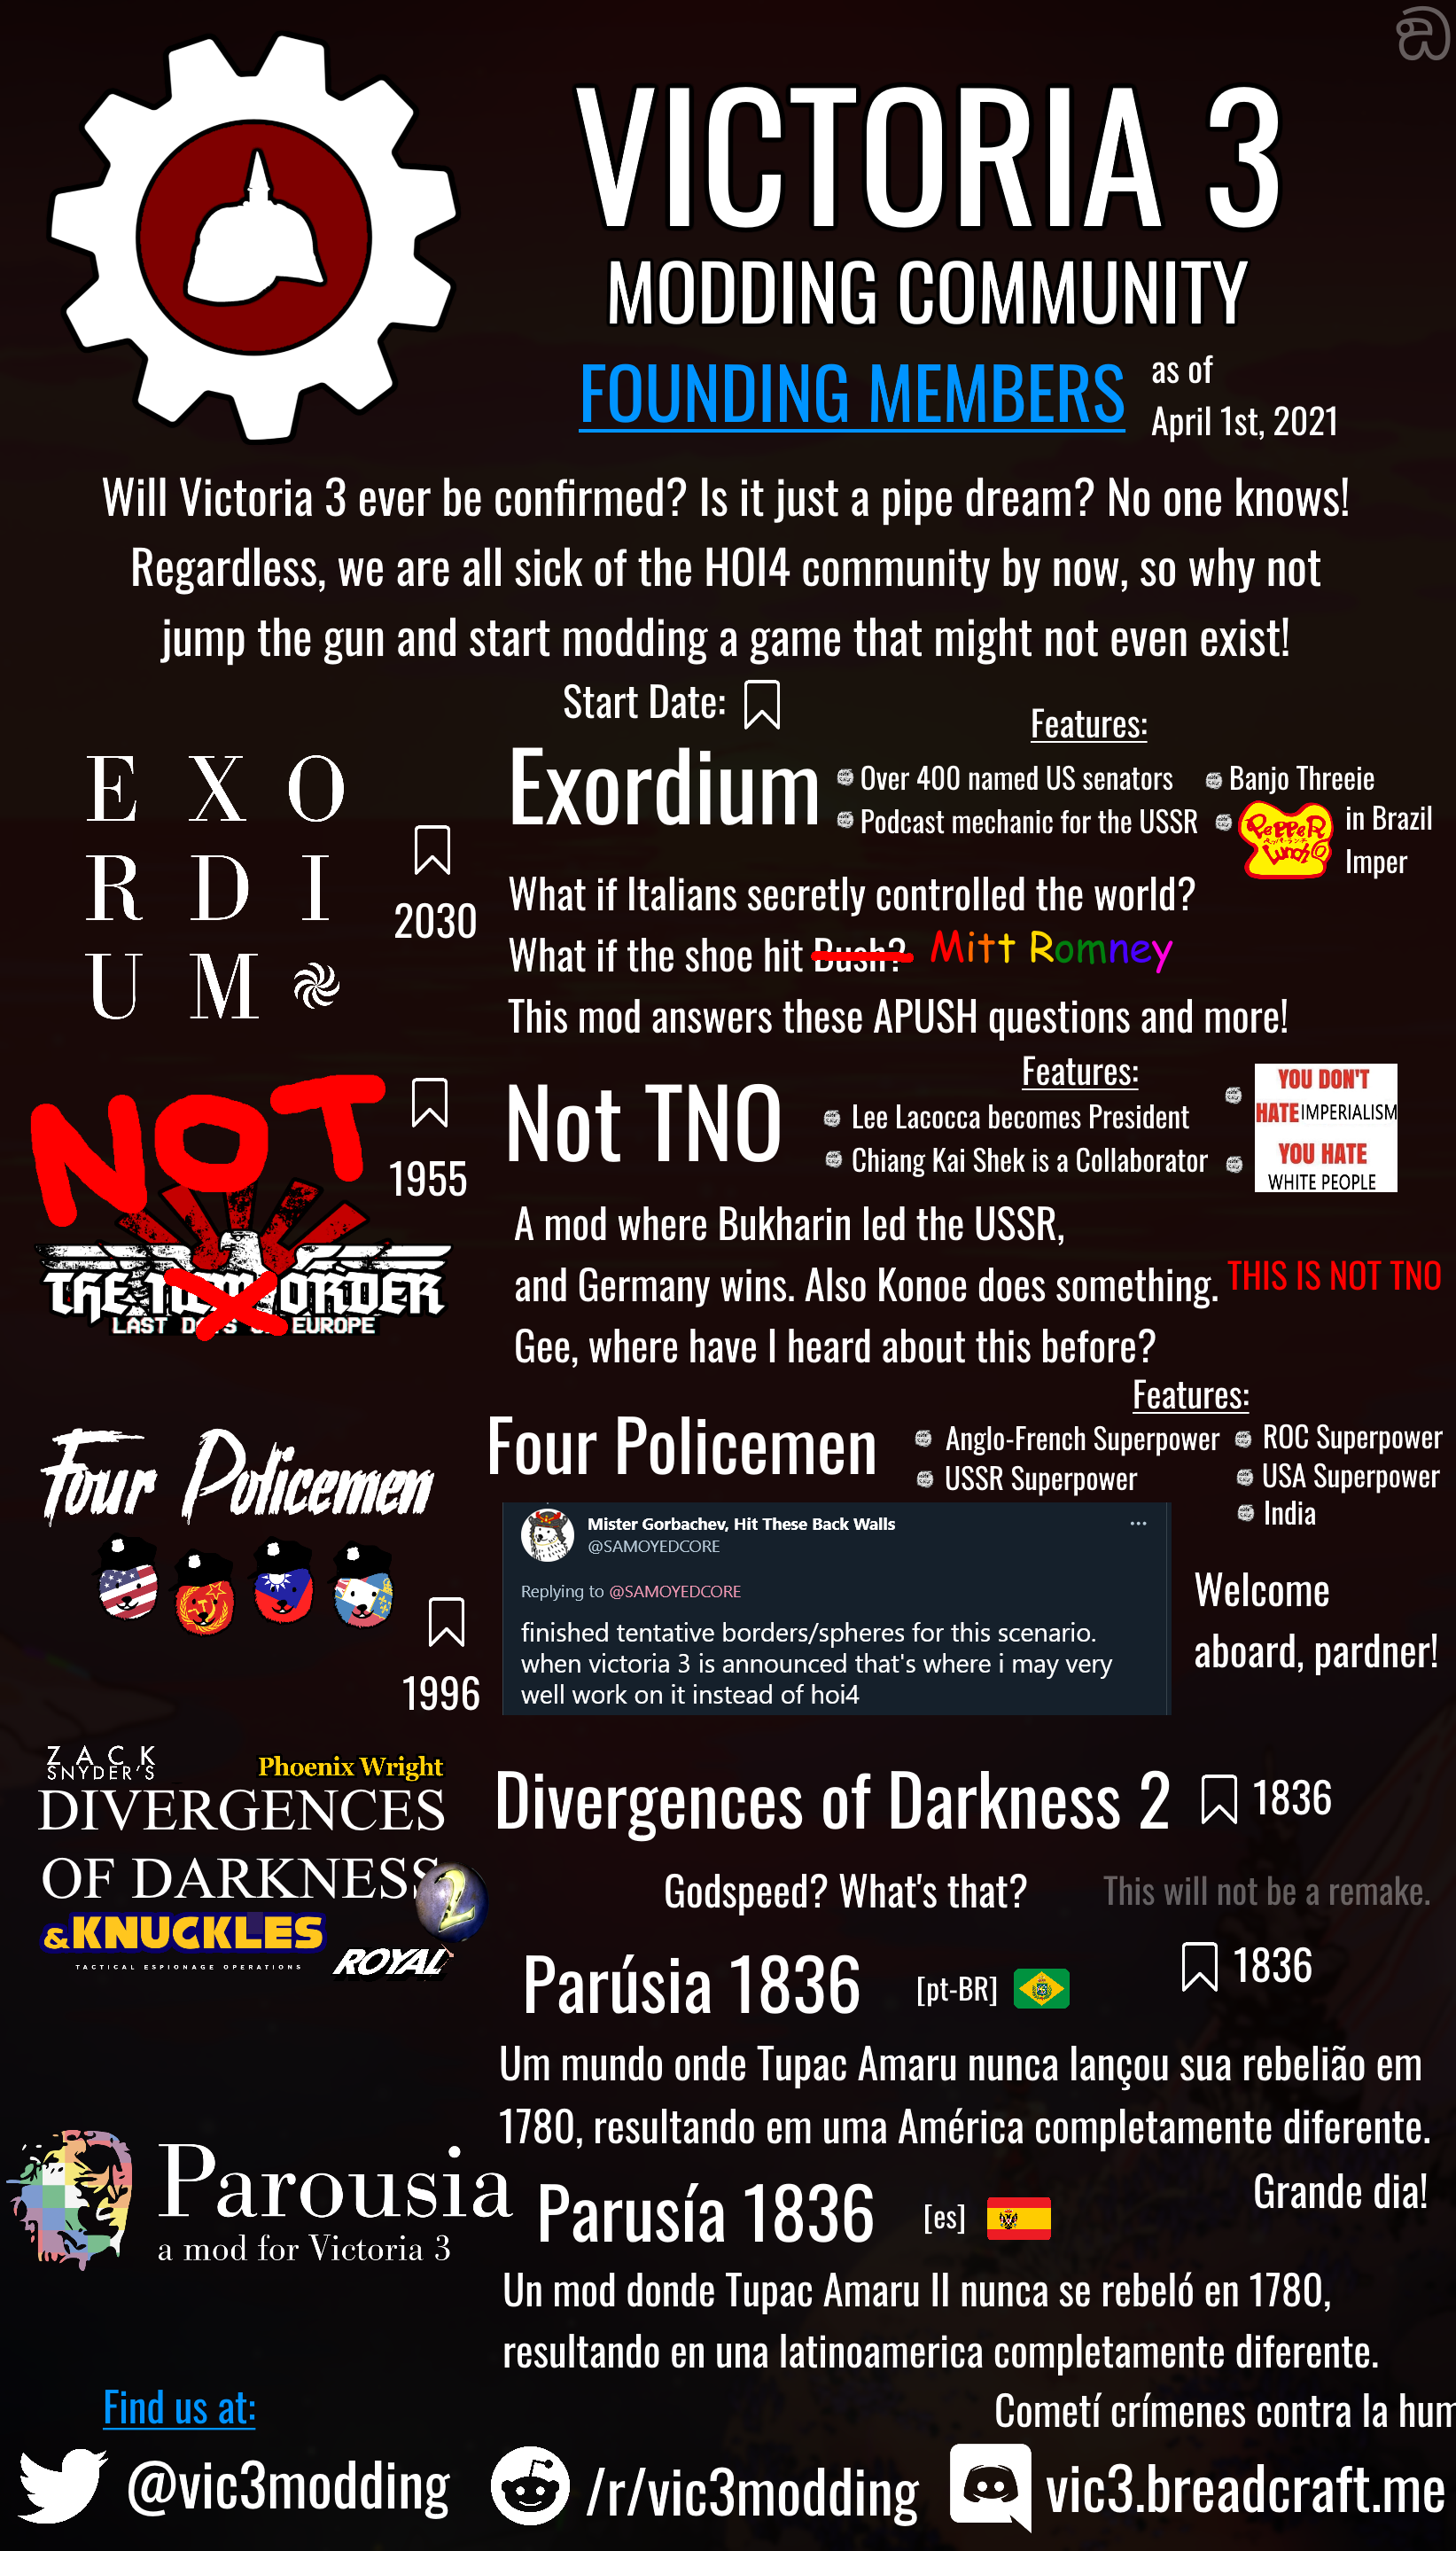 VICTORIA 3
MODDING COMMUNITY
FOUNDING MEMBERS
as of
April 1st, 2021
Will Victoria 3 ever be confirmed? Is it just a pipe dream? No one knows!
Regardless, we are all sick of the HOI4 community by now, so why not
jump the gun and start modding a game that might not even exist!
Start Date:
E X O
R D I
U M
2030
Exordium
Features:
Over 400 named US senators
Podcast mechanic for the USSR
Banjo Threeie
PePPeR
Lunch
in Brazil
Imper
What if Italians secretly controlled the world?
What if the shoe hit Bush? Mitt Romney
This mod answers these APUSH questions and more!
NOT
THE NEW ORDER
LAST DAYS OF EUROPE
1955
Not TNO
Features:
Lee Lacocca becomes President
Chiang Kai Shek is a Collaborator
YOU DON'T
HATE IMPERIALISM
YOU HATE
WHITE PEOPLE
A mod where Bukharin led the USSR,
and Germany wins. Also Konoe does something.
THIS IS NOT TNO
Gee, where have I heard about this before?
Four Policemen
1996
Four Policemen
Features:
Anglo-French Superpower
USSR Superpower
ROC Superpower
USA Superpower
India
Mister Gorbachev, Hit These Back Walls
@SAMOYEDCORE
Replying to @SAMOYEDCORE
finished tentative borders/spheres for this scenario.
when victoria 3 is announced that's where i may very
well work on it instead of hoi4
Welcome
aboard, pardner!
ZACK
SNYDER'S
Phoenix Wright
DIVERGENCES
OF DARKNESS
2
&KNUCKLES
TACTICAL ESPIONAGE OPERATIONS
ROYAL
Divergences of Darkness 2
1836
Godspeed? What's that?
This will not be a remake.
Parúsia 1836
[pt-BR]
1836
Um mundo onde Tupac Amaru nunca lançou sua rebelião em
1780, resultando em uma América completamente diferente.
Grande dia!
Parousia
a mod for Victoria 3
Parusía 1836
[es]
Un mod donde Tupac Amaru II nunca se rebeló en 1780,
resultando en una latinoamerica completamente diferente.
Cometí crímenes contra la hum
Find us at:
@vic3modding
/r/vic3modding
vic3.breadcraft.me